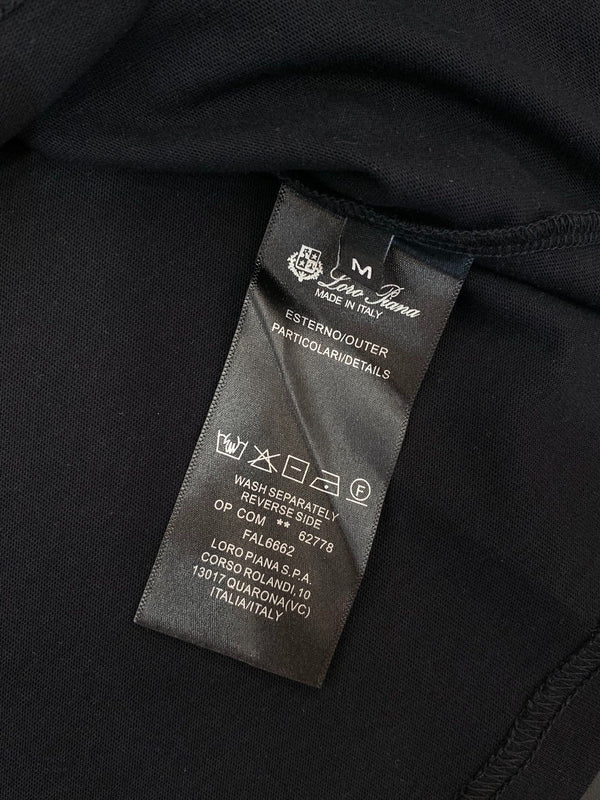 M
Loro Piana
MADE IN ITALY
ESTERNO/OUTER
PARTICOLARI/DETAILS
F
WASH SEPARATELY
REVERSE SIDE
OP COM ** 62778
FAL6662
LORO PIANA S.P.A.
CORSO ROLANDI, 10
13017 QUARONA(VC)
ITALIA/ITALY